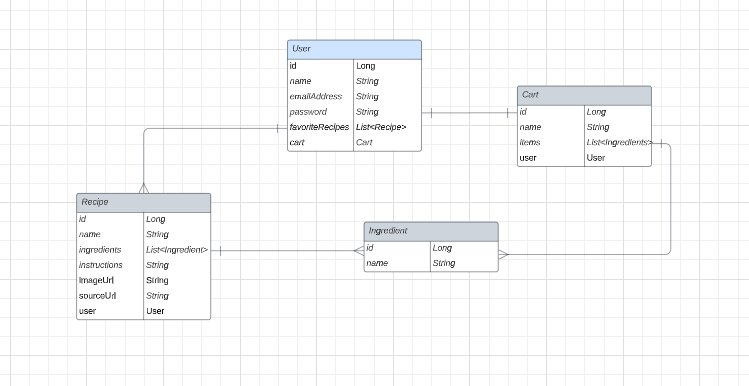 User
id Long
name String
emailAddress String
password String
favoriteRecipes List<Recipe>
cart Cart
Cart
id Long
name String
items List<Ingredients>
user User
Recipe
id Long
name String
ingredients List<Ingredient>
instructions String
imageUrl String
sourceUrl String
user User
Ingredient
id Long
name String